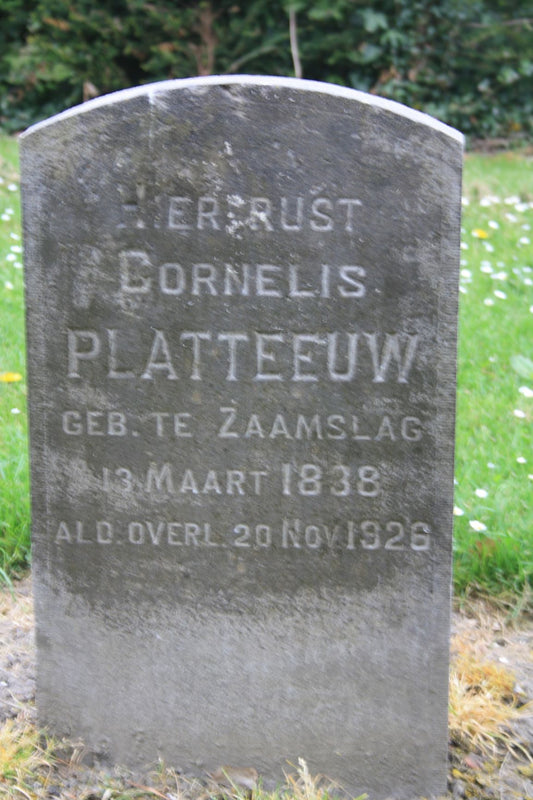 HIER RUST
CORNELIS
PLATTEEUW
GEB. TE ZAAMSLAG
13 MAART 1838
ALD. OVERL. 20 NOV. 1926